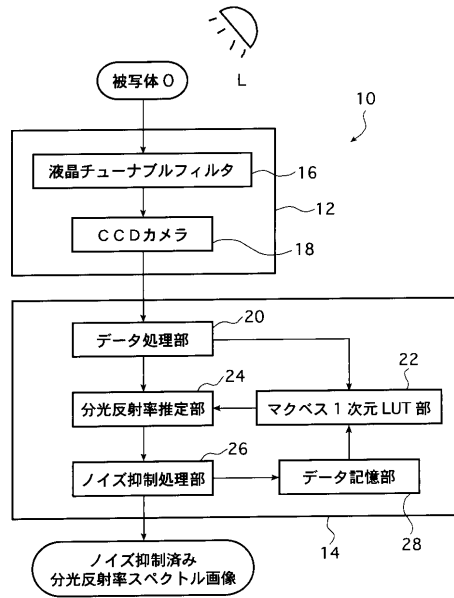 被写体 O
L
10
液晶チューナブルフィルタ
16
12
CCDカメラ
18
データ処理部
20
22
24
分光反射率推定部
マクベス1次元LUT部
26
ノイズ抑制処理部
データ記憶部
14
28
ノイズ抑制済み
分光反射率スペクトル画像